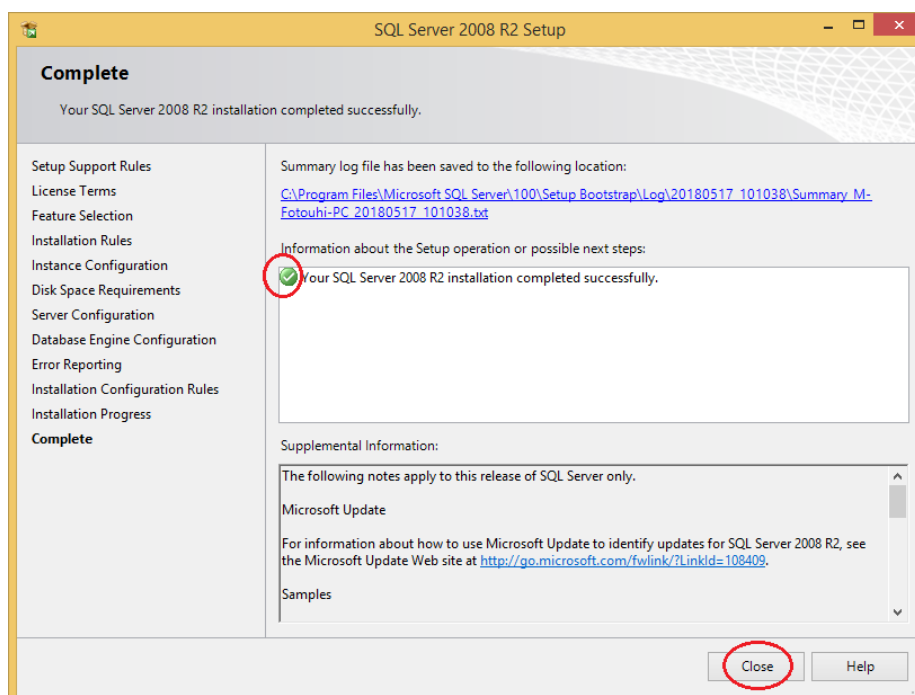 SQL Server 2008 R2 Setup
Complete
Your SQL Server 2008 R2 installation completed successfully.
Setup Support Rules
License Terms
Feature Selection
Installation Rules
Instance Configuration
Disk Space Requirements
Server Configuration
Database Engine Configuration
Error Reporting
Installation Configuration Rules
Installation Progress
Complete
Summary log file has been saved to the following location:
C:\Program Files\Microsoft SQL Server\100\Setup Bootstrap\Log\20180517_101038\Summary_M-
Fotouhi-PC_20180517_101038.txt
Information about the Setup operation or possible next steps:
Your SQL Server 2008 R2 installation completed successfully.
Supplemental Information:
The following notes apply to this release of SQL Server only.
Microsoft Update
For information about how to use Microsoft Update to identify updates for SQL Server 2008 R2, see
the Microsoft Update Web site at http://go.microsoft.com/fwlink/?LinkId=108409.
Samples
Close
Help